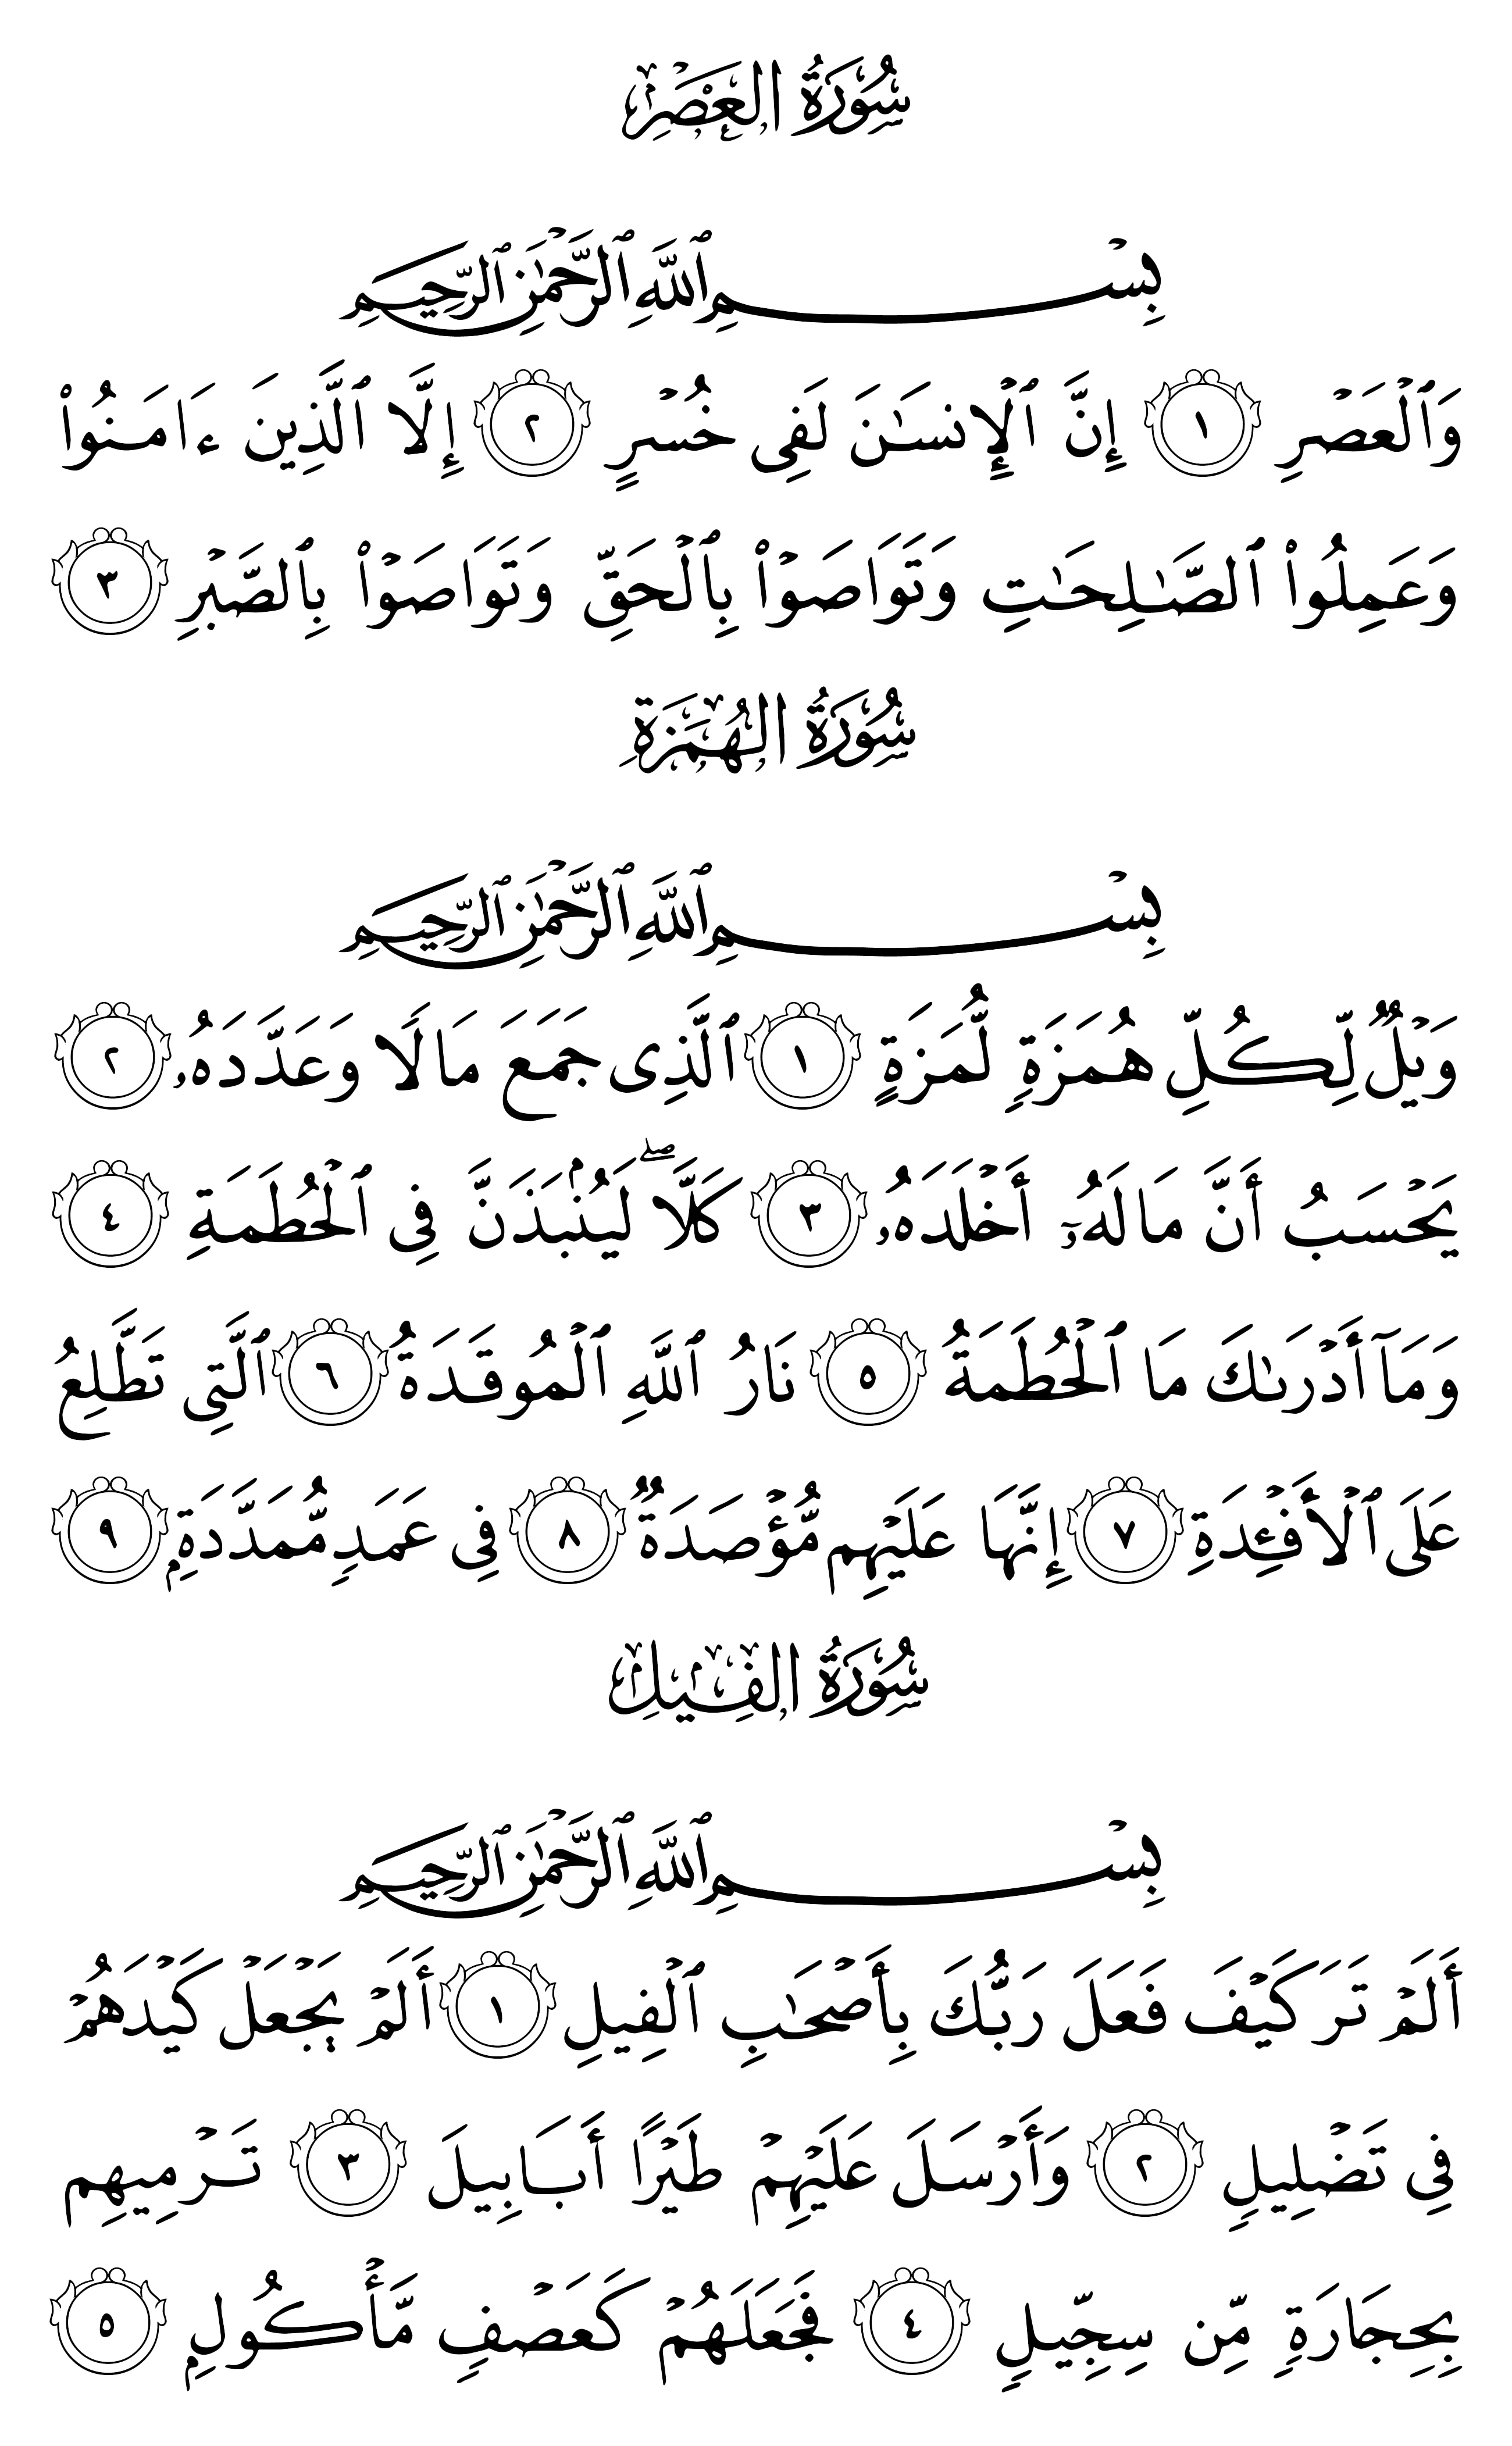 سُورَةُ الْعَصْرِ
بِسْمِ ٱللَّهِ ٱلرَّحْمَٰنِ ٱلرَّحِيمِ
وَٱلْعَصْرِ ١ إِنَّ ٱلْإِنسَـٰنَ لَفِى خُسْرٍ ٢ إِلَّا ٱلَّذِينَ ءَامَنُوا۟
وَعَمِلُوا۟ ٱلصَّـٰلِحَـٰتِ وَتَوَاصَوْا۟ بِٱلْحَقِّ وَتَوَاصَوْا۟ بِٱلصَّبْرِ ٣
سُورَةُ الْهُمَزَةِ
بِسْمِ ٱللَّهِ ٱلرَّحْمَٰنِ ٱلرَّحِيمِ
وَيْلٌ لِّكُلِّ هُمَزَةٍ لُّمَزَةٍ ١ ٱلَّذِى جَمَعَ مَالًا وَعَدَّدَهُۥ ٢
يَحْسَبُ أَنَّ مَالَهُۥٓ أَخْلَدَهُۥ ٣ كَلَّا ۖ لَيُنۢبَذَنَّ فِى ٱلْحُطَمَةِ ٤
وَمَآ أَدْرَىٰكَ مَا ٱلْحُطَمَةُ ٥ نَارُ ٱللَّهِ ٱلْمُوقَدَةُ ٦ ٱلَّتِى تَطَّلِعُ
عَلَى ٱلْأَفْـِٔدَةِ ٧ إِنَّهَا عَلَيْهِم مُّؤْصَدَةٌ ٨ فِى عَمَدٍ مُّمَدَّدَةٍۭ ٩
سُورَةُ الْفِيلِ
بِسْمِ ٱللَّهِ ٱلرَّحْمَٰنِ ٱلرَّحِيمِ
أَلَمْ تَرَ كَيْفَ فَعَلَ رَبُّكَ بِأَصْحَـٰبِ ٱلْفِيلِ ١ أَلَمْ يَجْعَلْ كَيْدَهُمْ
فِى تَضْلِيلٍ ٢ وَأَرْسَلَ عَلَيْهِمْ طَيْرًا أَبَابِيلَ ٣ تَرْمِيهِم
بِحِجَارَةٍ مِّن سِجِّيلٍ ٤ فَجَعَلَهُمْ كَعَصْفٍ مَّأْكُولٍۭ ٥